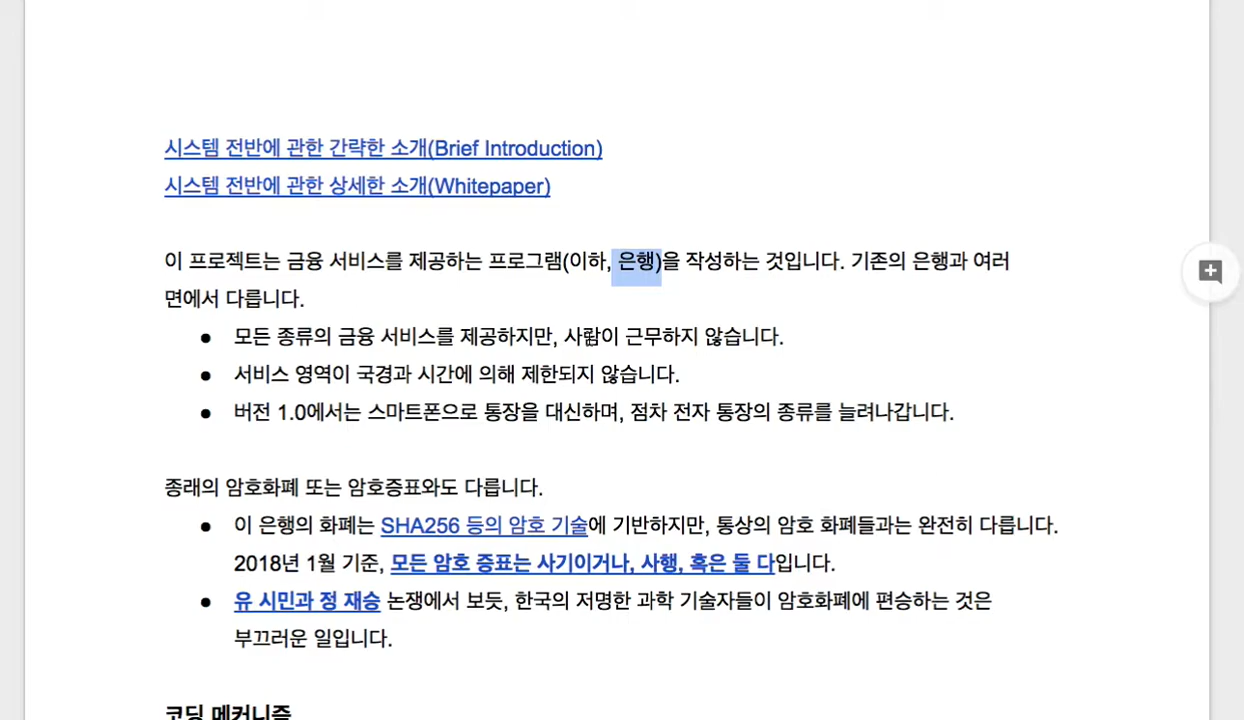 시스템 전반에 관한 간략한 소개(Brief Introduction)
시스템 전반에 관한 상세한 소개(Whitepaper)
이 프로젝트는 금융 서비스를 제공하는 프로그램(이하, 은행)을 작성하는 것입니다. 기존의 은행과 여러
면에서 다릅니다.
● 모든 종류의 금융 서비스를 제공하지만, 사람이 근무하지 않습니다.
● 서비스 영역이 국경과 시간에 의해 제한되지 않습니다.
● 버전 1.0에서는 스마트폰으로 통장을 대신하며, 점차 전자 통장의 종류를 늘려나갑니다.
종래의 암호화폐 또는 암호증표와도 다릅니다.
● 이 은행의 화폐는 SHA256 등의 암호 기술에 기반하지만, 통상의 암호 화폐들과는 완전히 다릅니다.
2018년 1월 기준, 모든 암호 증표는 사기이거나, 사행, 혹은 둘 다입니다.
● 유 시민과 정 재승 논쟁에서 보듯, 한국의 저명한 과학 기술자들이 암호화폐에 편승하는 것은
부끄러운 일입니다.
코딩 메커니즘